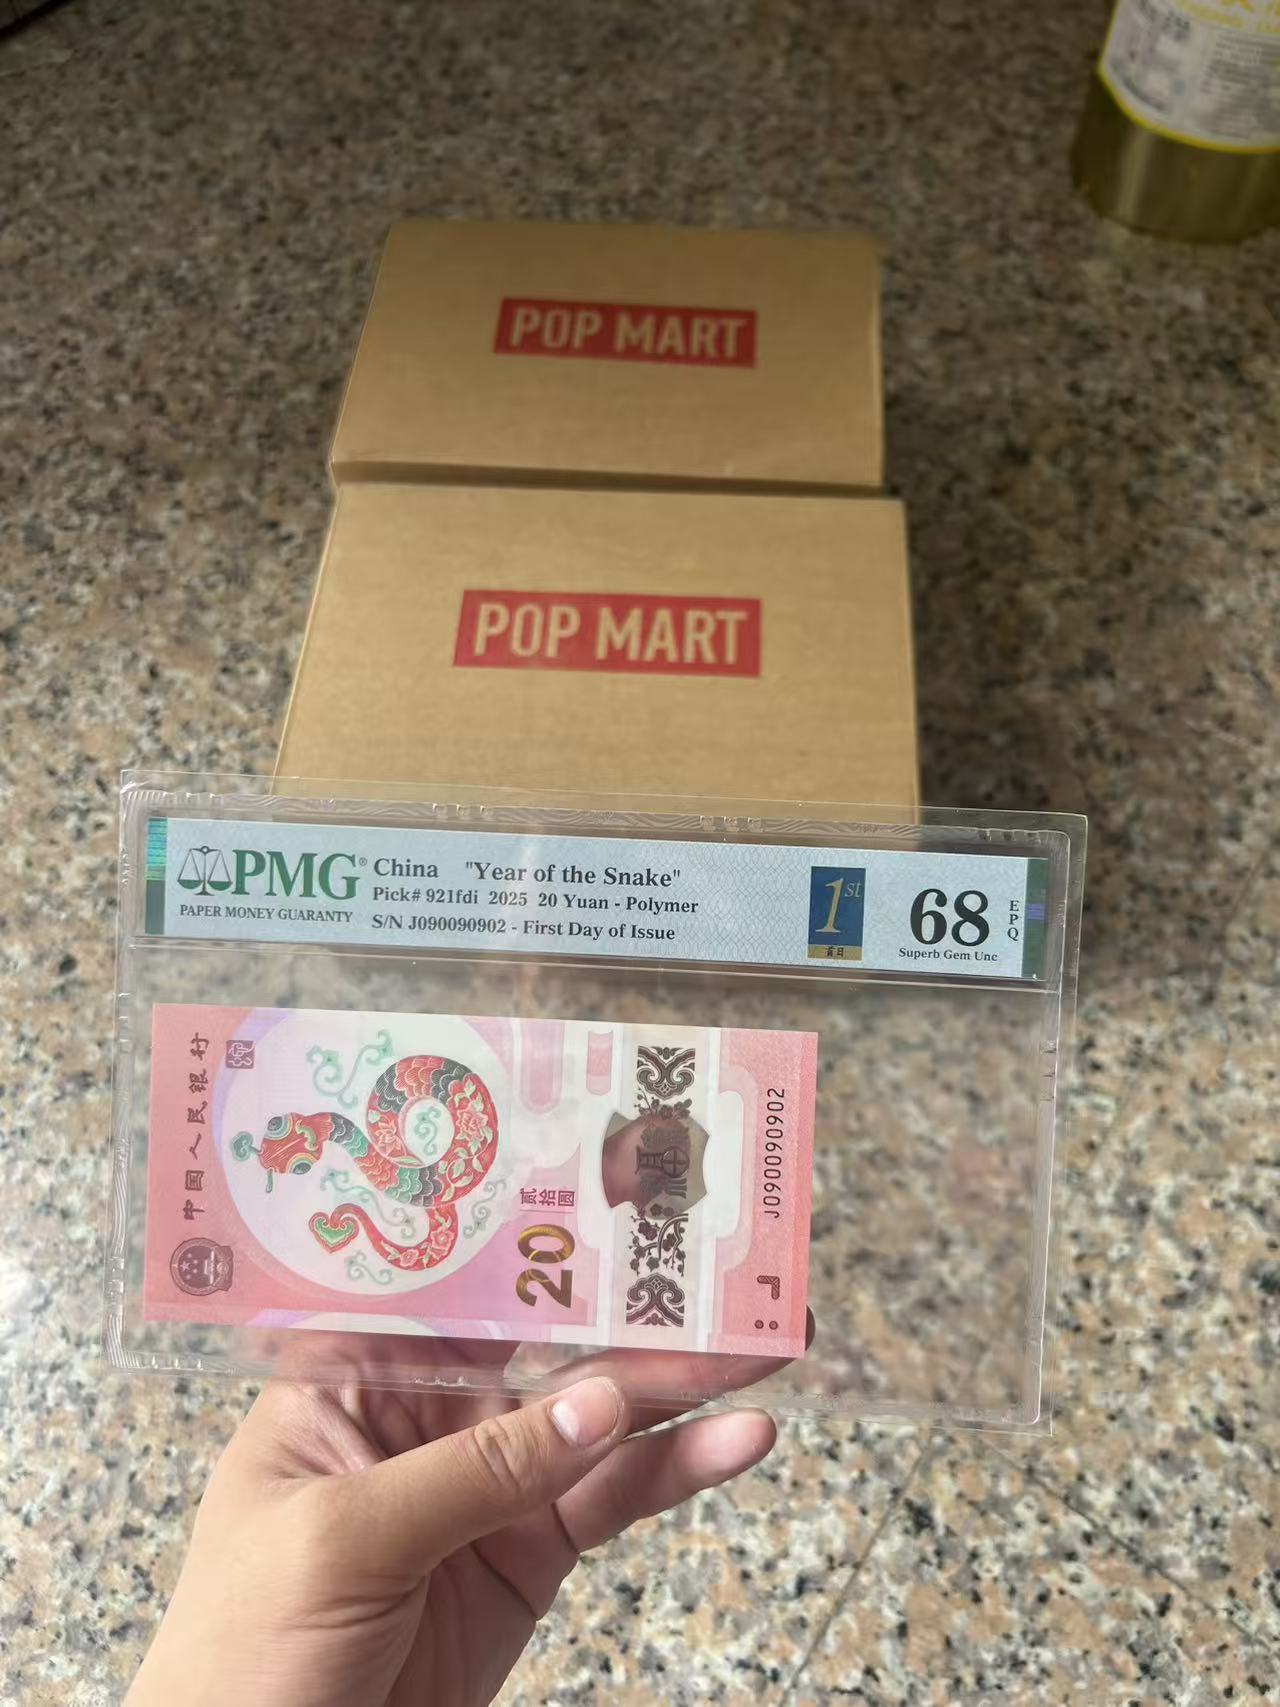 POP MART
POP MART
PMG® China "Year of the Snake"
Pick# 921fdi 2025 20 Yuan - Polymer
PAPER MONEY GUARANTY
S/N J090090902 - First Day of Issue
1st
首日
68
EPQ
Superb Gem Unc
中国人民银行
贰拾圆
20
J090090902